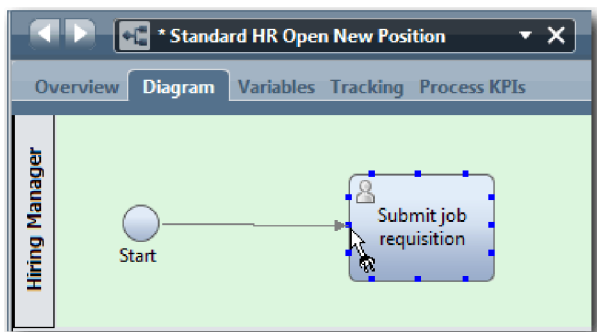 * Standard HR Open New Position
Overview Diagram Variables Tracking Process KPIs
Hiring Manager
Start
Submit job
requisition